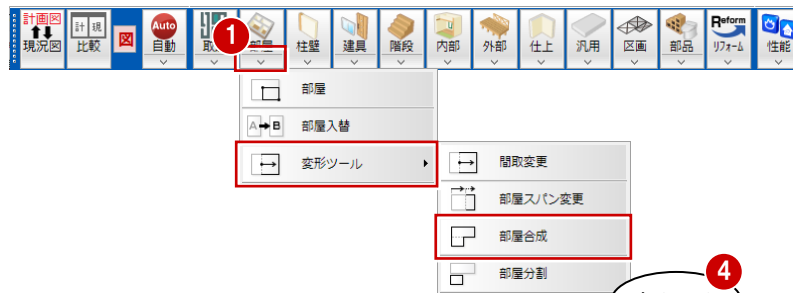 計画図 現況図
計 現 比較
図
Auto 自動
取
1
部屋
柱壁
建具
階段
内部
外部
仕上
汎用
区画
部品
Reform リフォーム
性能
部屋
A B 部屋入替
変形ツール
間取変更
部屋スパン変更
部屋合成
部屋分割
4